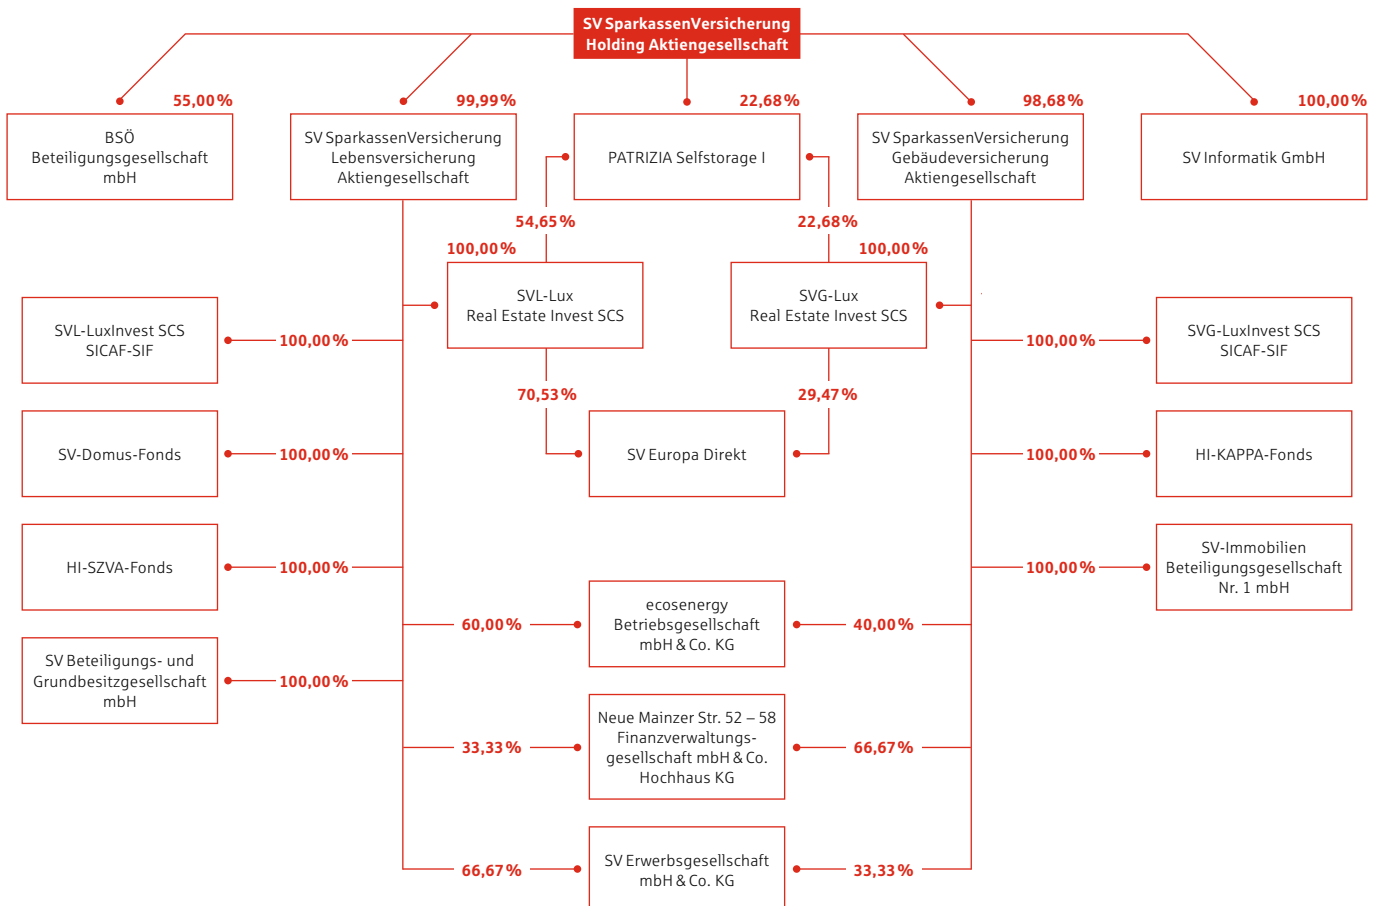 SV SparkassenVersicherung
Holding Aktiengesellschaft
55,00 %
99,99 %
22,68 %
98,68 %
100,00 %
BSÖ
Beteiligungsgesellschaft
mbH
SV SparkassenVersicherung
Lebensversicherung
Aktiengesellschaft
PATRIZIA Selfstorage I
SV SparkassenVersicherung
Gebäudeversicherung
Aktiengesellschaft
SV Informatik GmbH
54,65 %
22,68 %
100,00 %
100,00 %
SVL-Lux
Real Estate Invest SCS
SVG-Lux
Real Estate Invest SCS
SVL-LuxInvest SCS
SICAF-SIF
100,00 %
100,00 %
SVG-LuxInvest SCS
SICAF-SIF
70,53 %
29,47 %
SV-Domus-Fonds
100,00 %
SV Europa Direkt
100,00 %
HI-KAPPA-Fonds
HI-SZVA-Fonds
100,00 %
100,00 %
SV-Immobilien
Beteiligungsgesellschaft
Nr. 1 mbH
60,00 %
ecosenergy
Betriebsgesellschaft
mbH & Co. KG
40,00 %
SV Beteiligungs- und
Grundbesitzgesellschaft
mbH
100,00 %
33,33 %
Neue Mainzer Str. 52 – 58
Finanzverwaltungs-
gesellschaft mbH & Co.
Hochhaus KG
66,67 %
66,67 %
SV Erwerbsgesellschaft
mbH & Co. KG
33,33 %